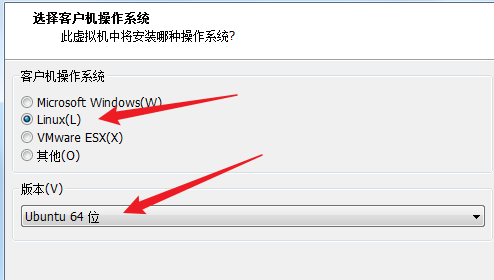 选择客户机操作系统
此虚拟机中将安装哪种操作系统?
客户机操作系统
Microsoft Windows(W)
Linux(L)
VMware ESX(X)
其他(O)
版本(V)
Ubuntu 64 位